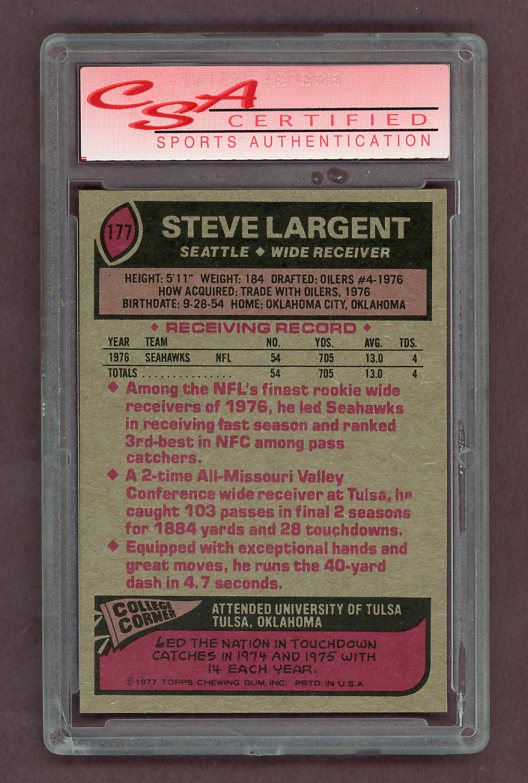 CSA
CERTIFIED
SPORTS AUTHENTICATION
177
STEVE LARGENT
SEATTLE ♦ WIDE RECEIVER
HEIGHT: 5'11" WEIGHT: 184 DRAFTED: OILERS #4-1976
HOW ACQUIRED: TRADE WITH OILERS, 1976
BIRTHDATE: 9-28-54 HOME: OKLAHOMA CITY, OKLAHOMA
♦ RECEIVING RECORD ♦
YEAR TEAM NO. YDS. AVG. TDS.
1976 SEAHAWKS NFL 54 705 13.0 4
TOTALS . . . . . . . . . . . . . . 54 705 13.0 4
♦ Among the NFL's finest rookie wide
receivers of 1976, he led Seahawks
in receiving last season and ranked
3rd-best in NFC among pass
catchers.
♦ A 2-time All-Missouri Valley
Conference wide receiver at Tulsa, he
caught 103 passes in final 2 seasons
for 1884 yards and 28 touchdowns.
♦ Equipped with exceptional hands and
great moves, he runs the 40-yard
dash in 4.7 seconds.
COLLEGE
CORNER
ATTENDED UNIVERSITY OF TULSA
TULSA, OKLAHOMA
LED THE NATION IN TOUCHDOWN
CATCHES IN 1974 AND 1975 WITH
14 EACH YEAR.
© 1977 TOPPS CHEWING GUM, INC. PRTD. IN U.S.A.